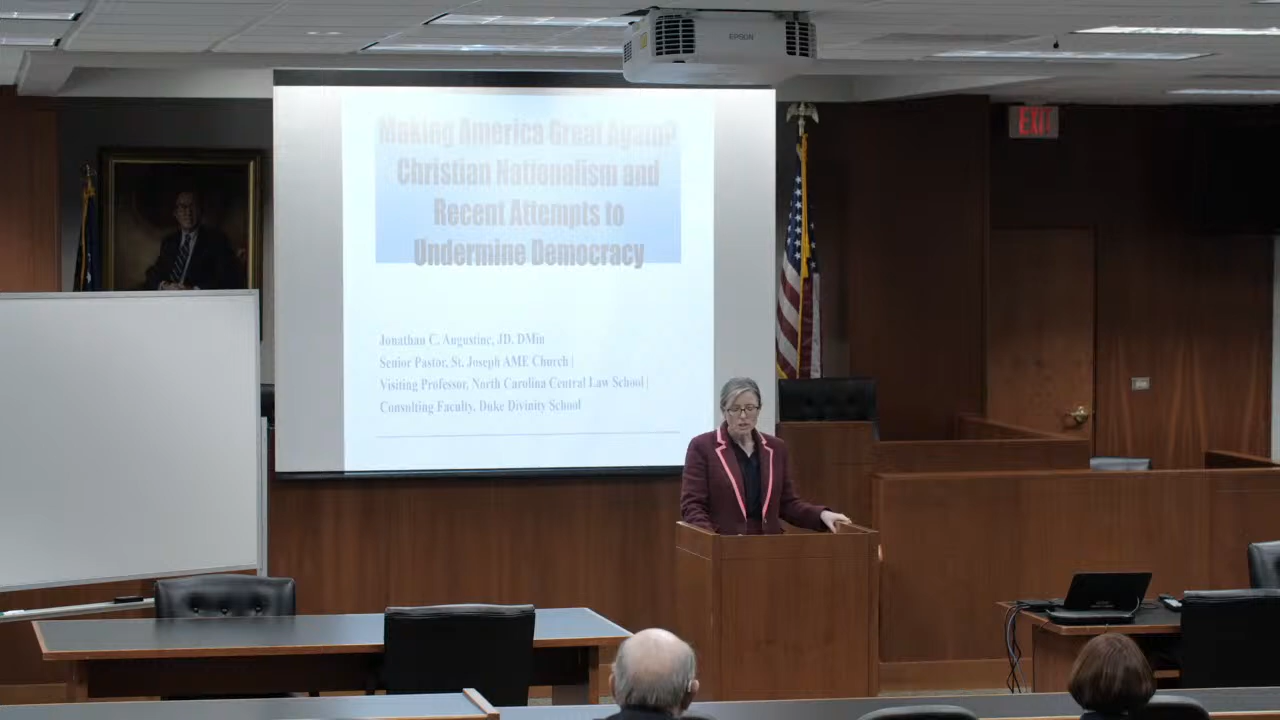 EPSON
EXIT
Making America Great Again?
Christian Nationalism and
Recent Attempts to
Undermine Democracy
Jonathan C. Augustine, JD, DMin
Senior Pastor, St. Joseph AME Church |
Visiting Professor, North Carolina Central Law School |
Consulting Faculty, Duke Divinity School